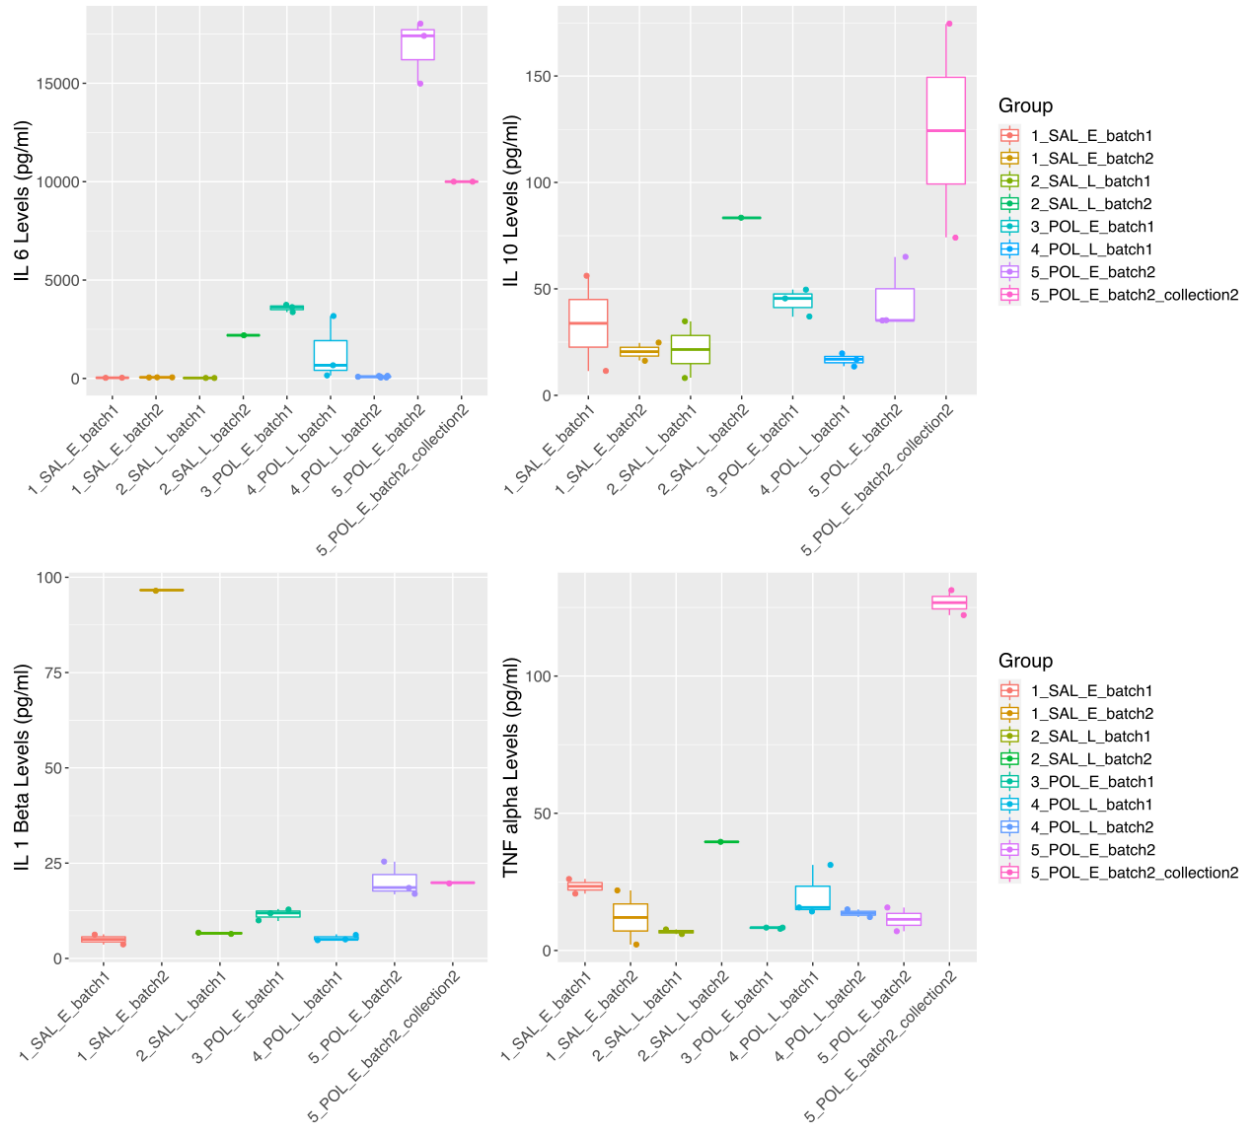 IL 6 Levels (pg/ml)
15000
10000
5000
0
1_SAL_E_batch1
1_SAL_E_batch2
2_SAL_L_batch1
2_SAL_L_batch2
3_POL_E_batch1
4_POL_L_batch1
4_POL_L_batch2
5_POL_E_batch2
5_POL_E_batch2_collection2
IL 10 Levels (pg/ml)
150
100
50
0
1_SAL_E_batch1
1_SAL_E_batch2
2_SAL_L_batch1
2_SAL_L_batch2
3_POL_E_batch1
4_POL_L_batch1
5_POL_E_batch2
5_POL_E_batch2_collection2
Group
1_SAL_E_batch1
1_SAL_E_batch2
2_SAL_L_batch1
2_SAL_L_batch2
3_POL_E_batch1
4_POL_L_batch1
5_POL_E_batch2
5_POL_E_batch2_collection2
IL 1 Beta Levels (pg/ml)
100
75
50
25
0
1_SAL_E_batch1
1_SAL_E_batch2
2_SAL_L_batch1
3_POL_E_batch1
4_POL_L_batch1
5_POL_E_batch2
5_POL_E_batch2_collection2
TNF alpha Levels (pg/ml)
100
50
0
1_SAL_E_batch1
1_SAL_E_batch2
2_SAL_L_batch1
2_SAL_L_batch2
3_POL_E_batch1
4_POL_L_batch1
4_POL_L_batch2
5_POL_E_batch2
5_POL_E_batch2_collection2
Group
1_SAL_E_batch1
1_SAL_E_batch2
2_SAL_L_batch1
2_SAL_L_batch2
3_POL_E_batch1
4_POL_L_batch1
4_POL_L_batch2
5_POL_E_batch2
5_POL_E_batch2_collection2